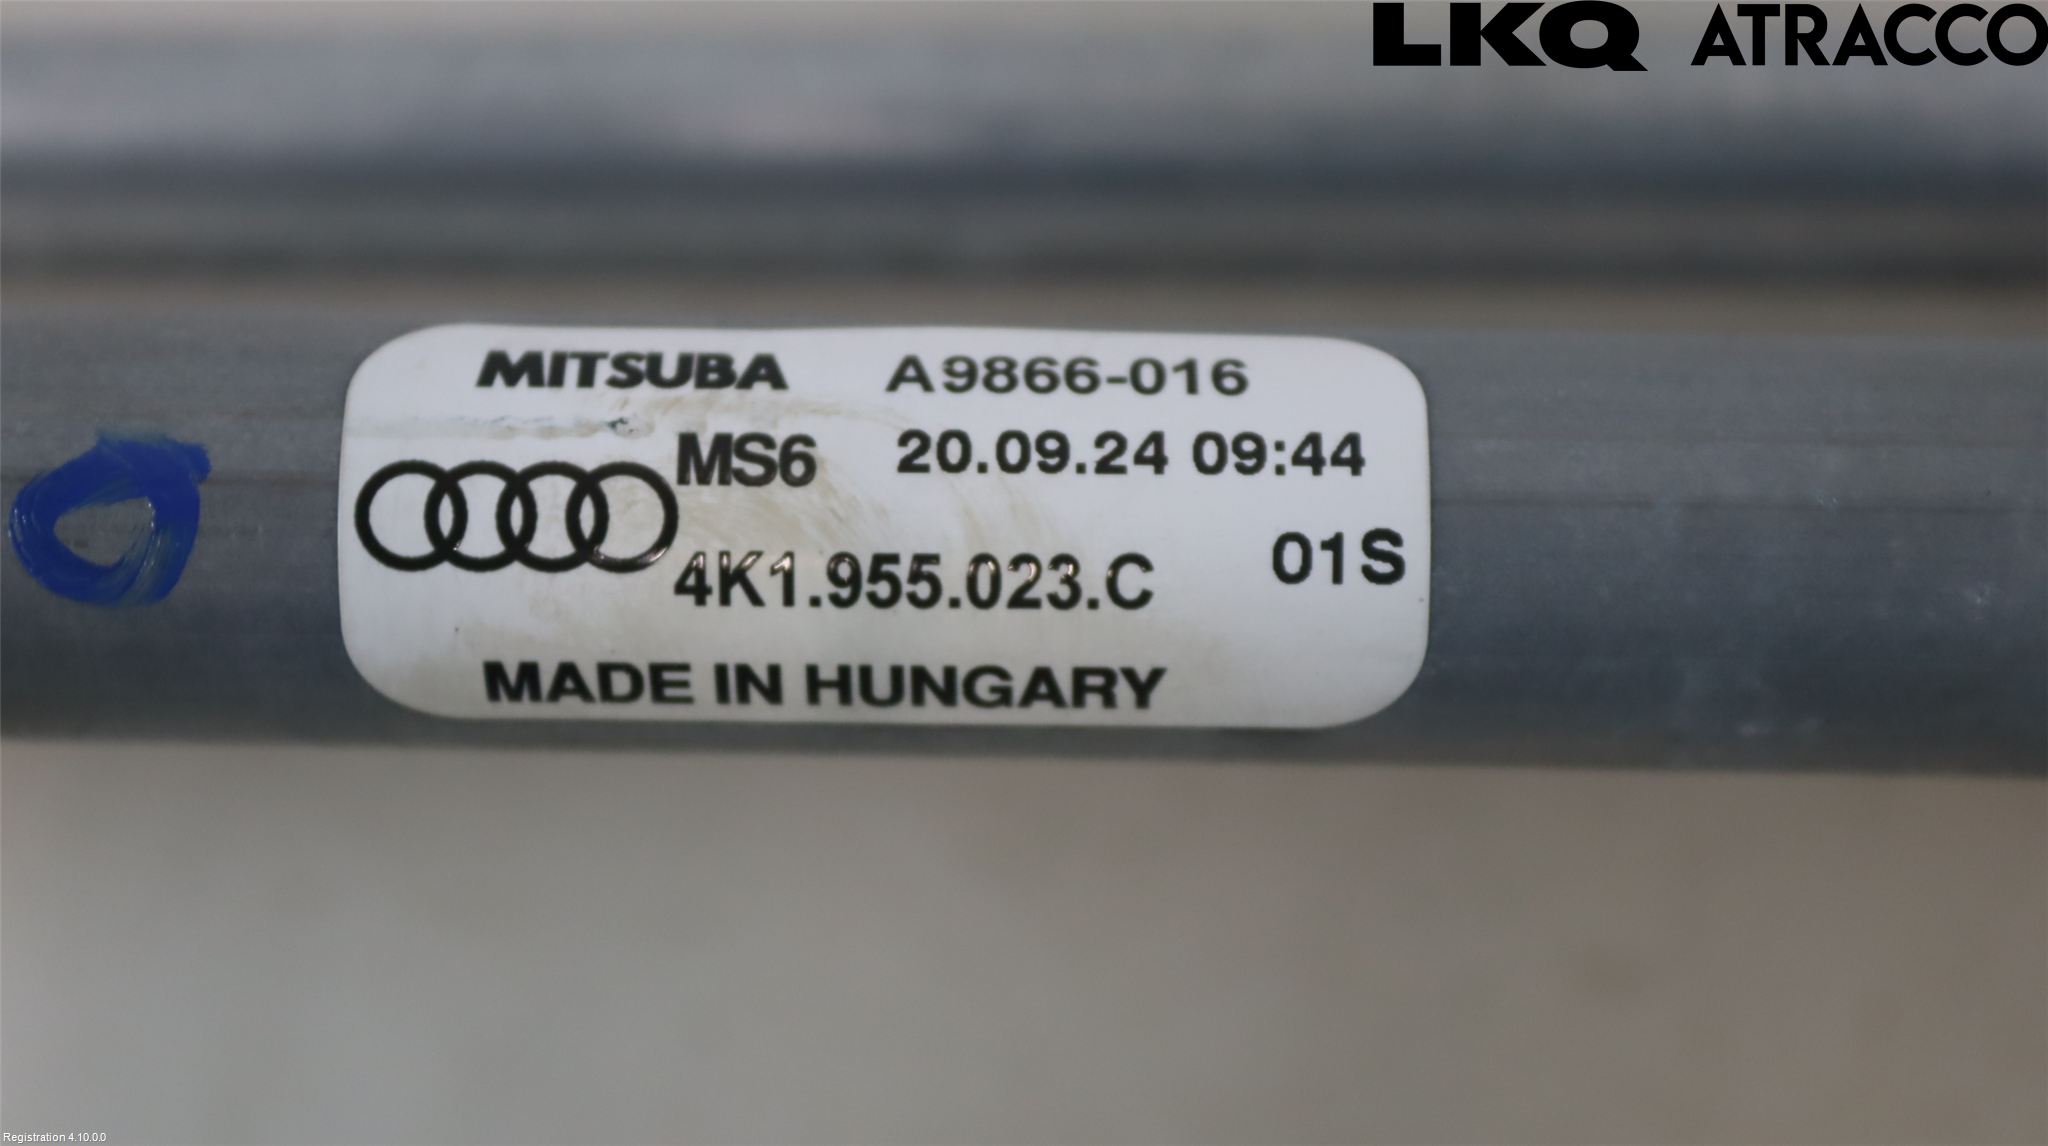 LKQ ATRACCO
MITSUBA A9866-016
MS6 20.09.24 09:44
4K1.955.023.C 01S
MADE IN HUNGARY
Registration 4.10.0.0